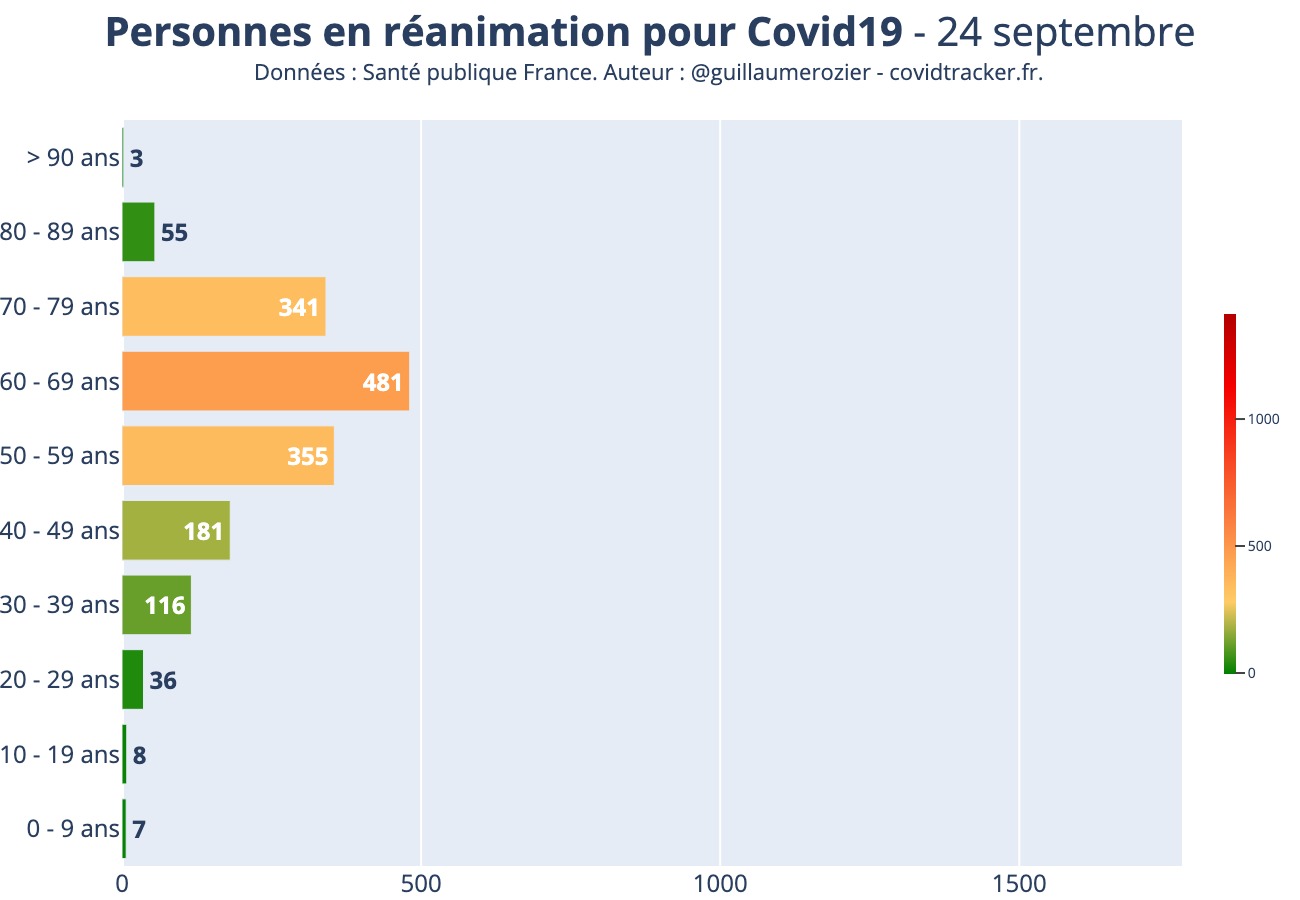 Personnes en réanimation pour Covid19 - 24 septembre
Données : Santé publique France. Auteur : @guillaumerozier - covidtracker.fr.
> 90 ans 3
80 - 89 ans 55
70 - 79 ans 341
60 - 69 ans 481
50 - 59 ans 355
40 - 49 ans 181
30 - 39 ans 116
20 - 29 ans 36
10 - 19 ans 8
0 - 9 ans 7
0 500 1000 1500
1000
500
0